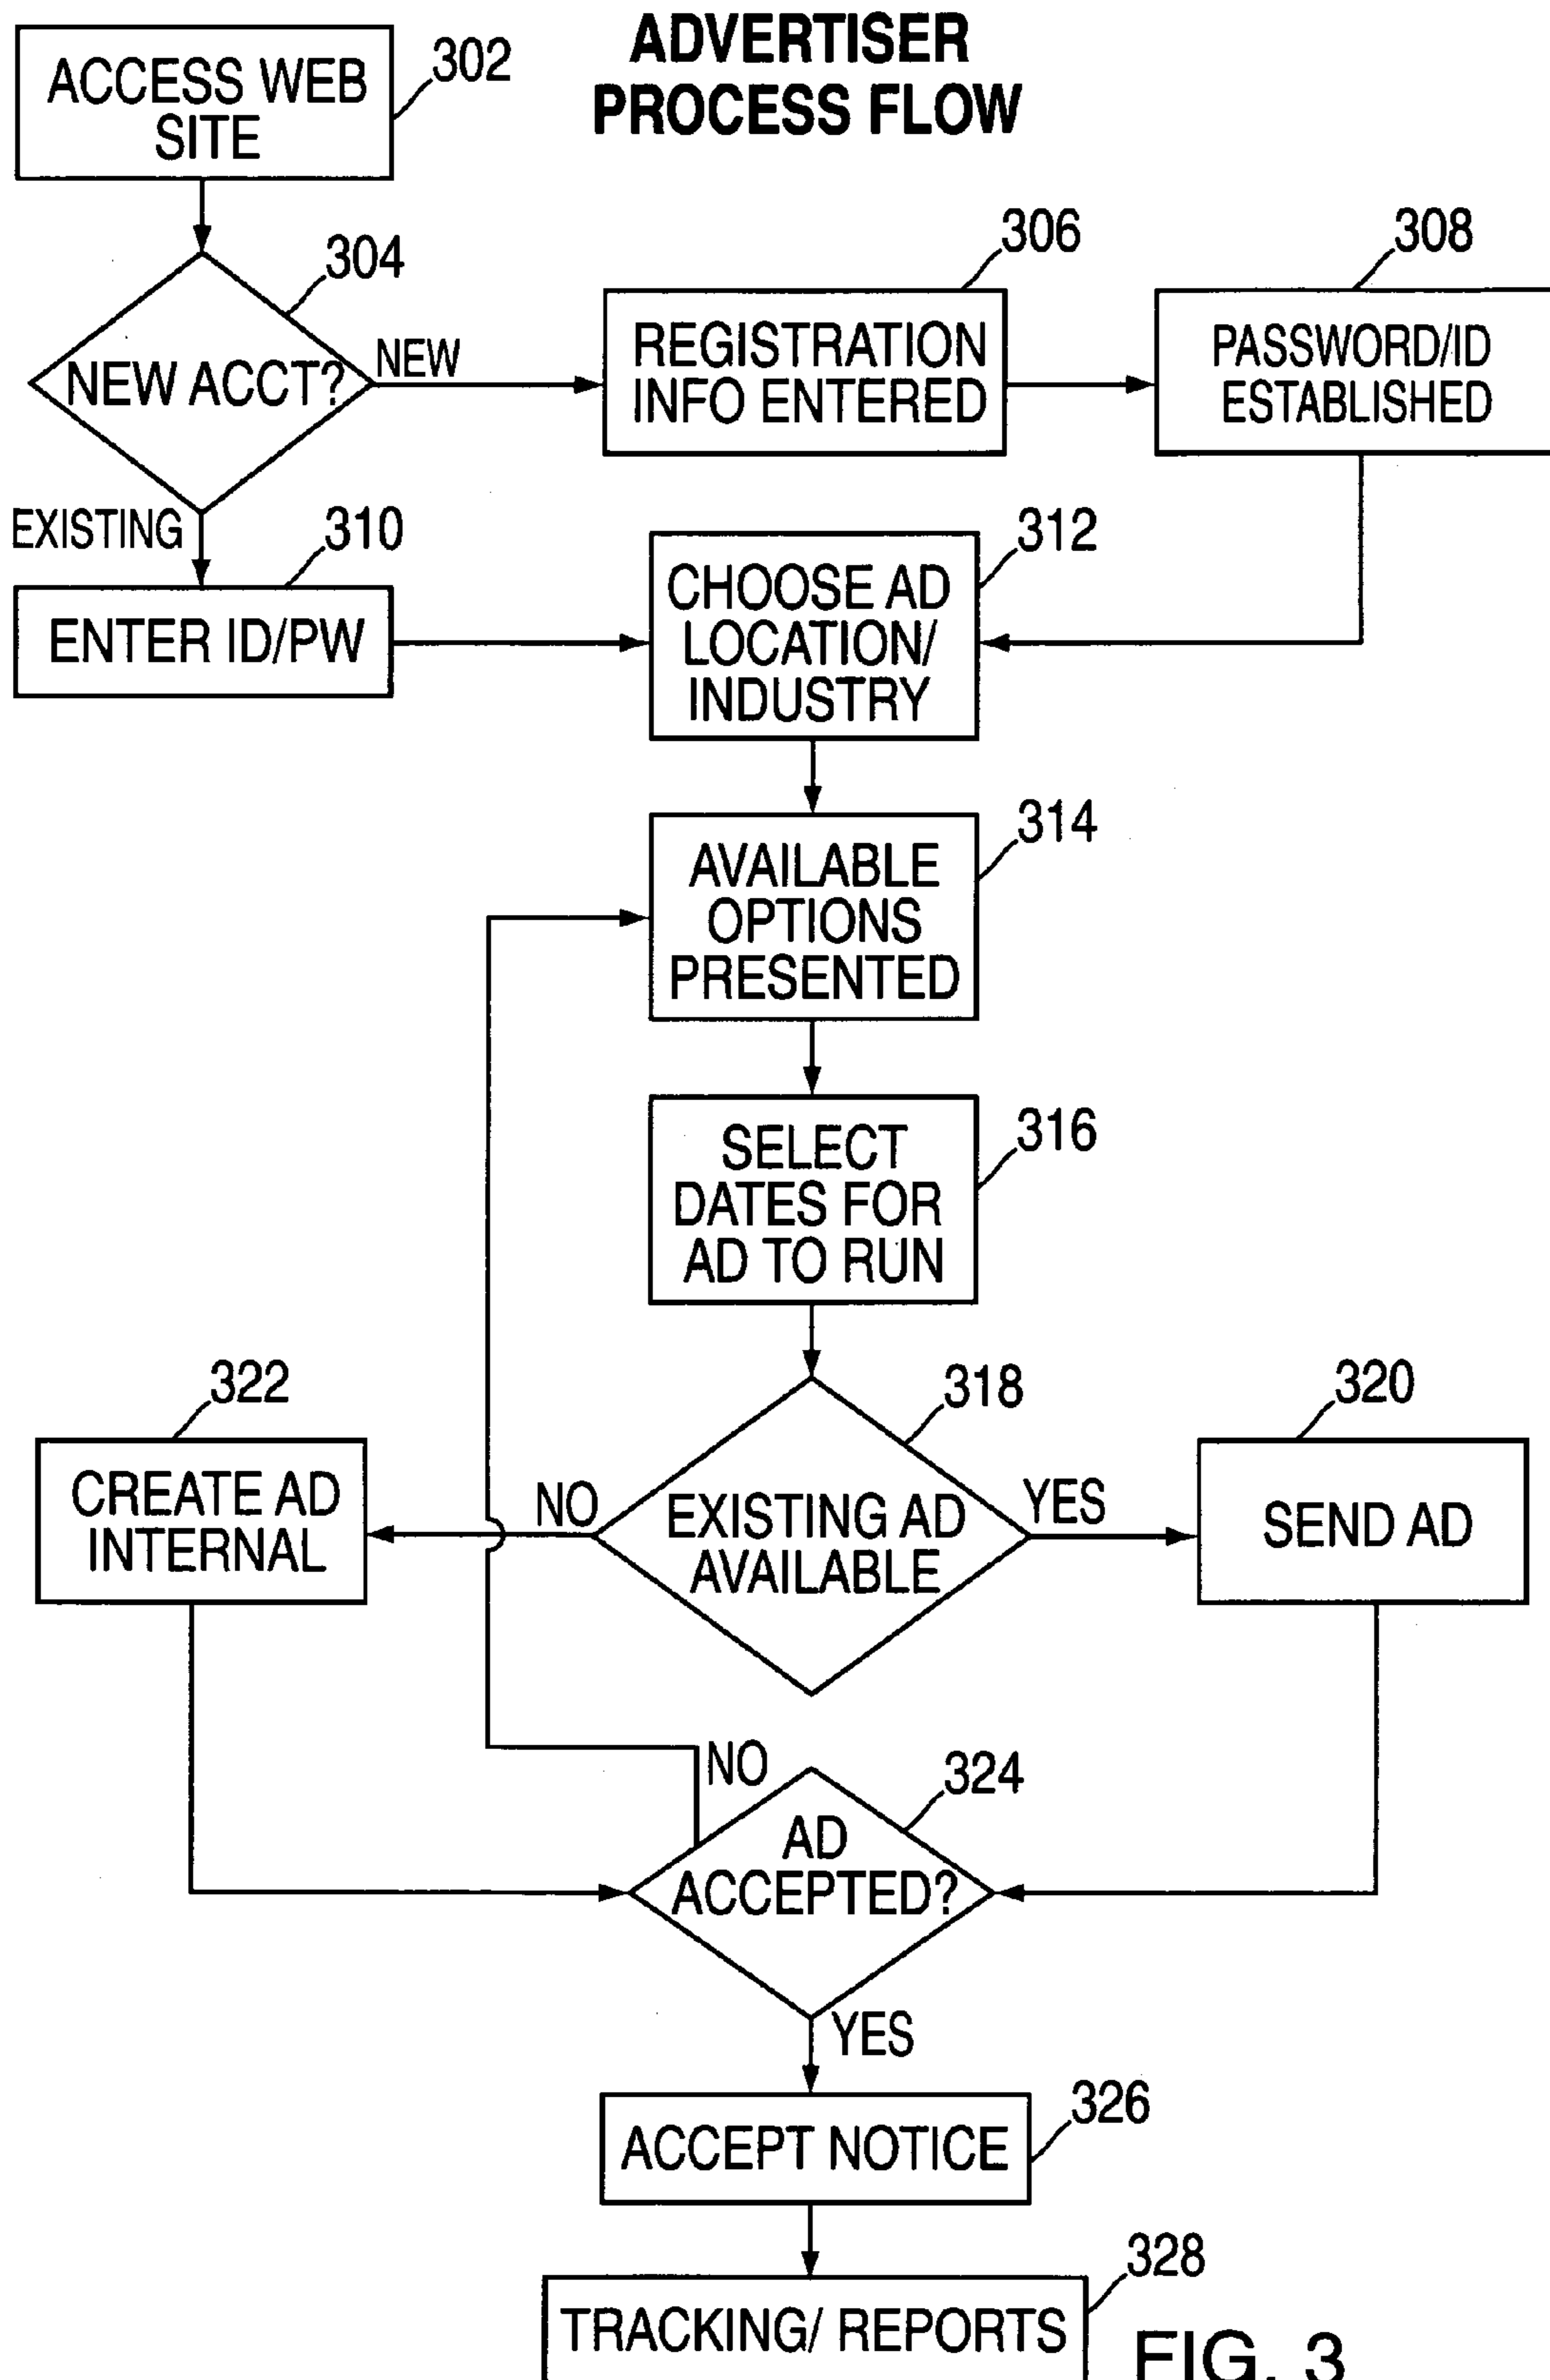 ADVERTISER
PROCESS FLOW
ACCESS WEB
SITE
302
304
NEW ACCT?
NEW
306
REGISTRATION
INFO ENTERED
308
PASSWORD/ID
ESTABLISHED
EXISTING
310
ENTER ID/PW
312
CHOOSE AD
LOCATION/
INDUSTRY
314
AVAILABLE
OPTIONS
PRESENTED
316
SELECT
DATES FOR
AD TO RUN
318
EXISTING AD
AVAILABLE
YES
320
SEND AD
NO
322
CREATE AD
INTERNAL
NO
324
AD
ACCEPTED?
YES
326
ACCEPT NOTICE
328
TRACKING/ REPORTS
FIG. 3